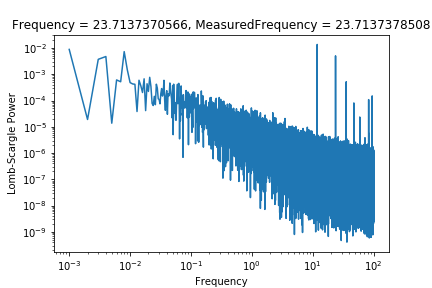 Frequency = 23.7137370566, MeasuredFrequency = 23.7137378508
10⁻²
10⁻³
10⁻⁴
10⁻⁵
10⁻⁶
10⁻⁷
10⁻⁸
10⁻⁹
Lomb-Scargle Power
10⁻³ 10⁻² 10⁻¹ 10⁰ 10¹ 10²
Frequency